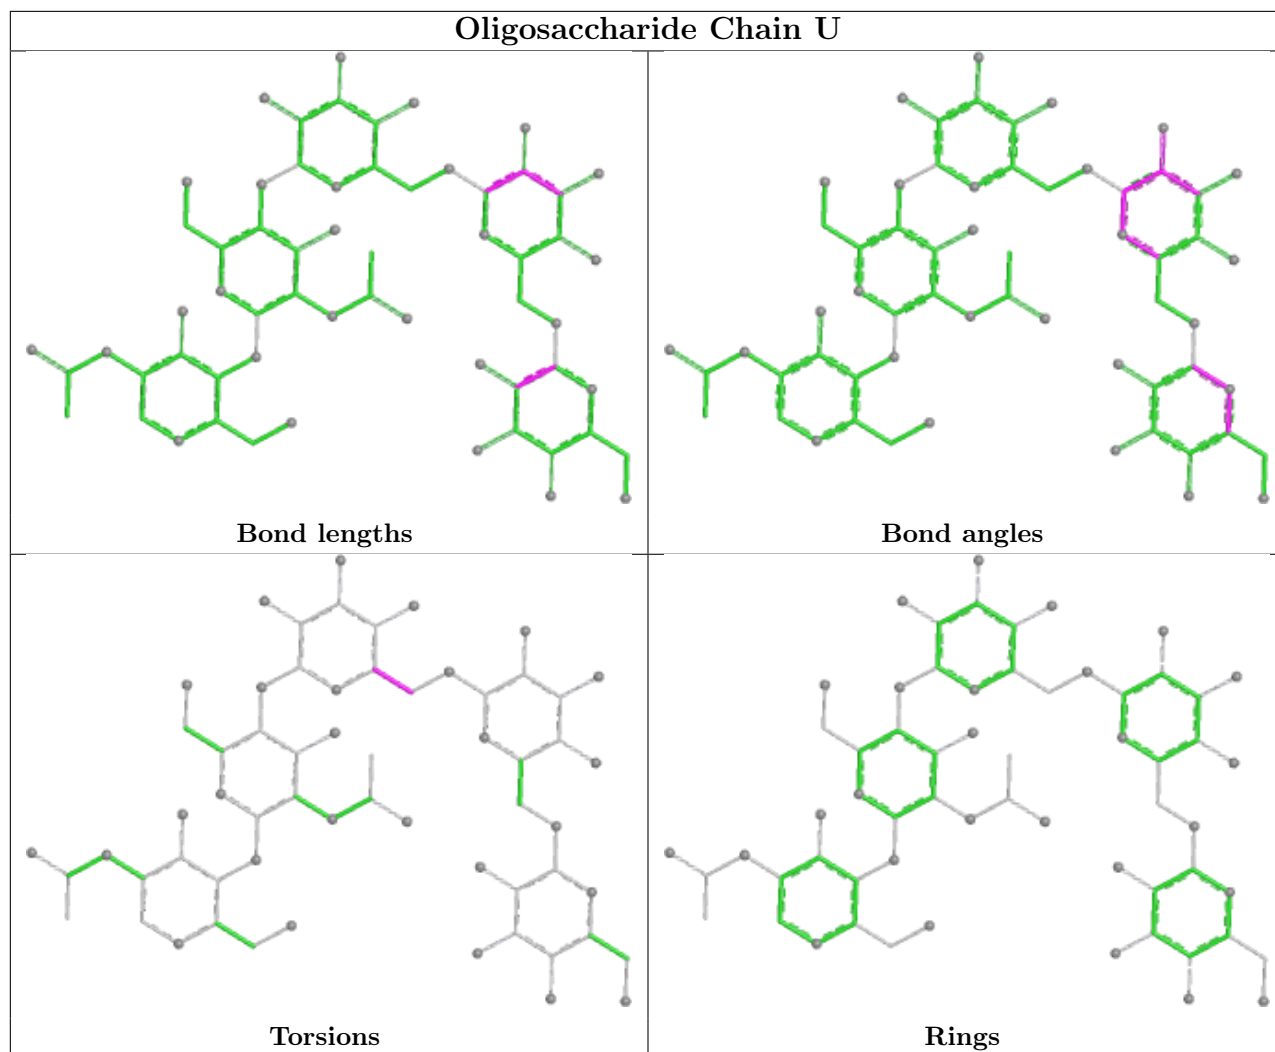 Oligosaccharide Chain U
Bond lengths
Bond angles
Torsions
Rings